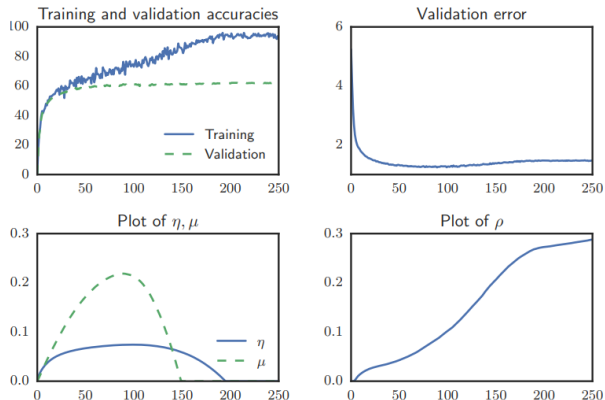 Training and validation accuracies
100
80
60
40
20
0
Training
Validation
0 50 100 150 200 250
Validation error
6
4
2
0 50 100 150 200 250
Plot of η, μ
0.3
0.2
0.1
0.0
η
μ
0 50 100 150 200 250
Plot of ρ
0.3
0.2
0.1
0.0
0 50 100 150 200 250